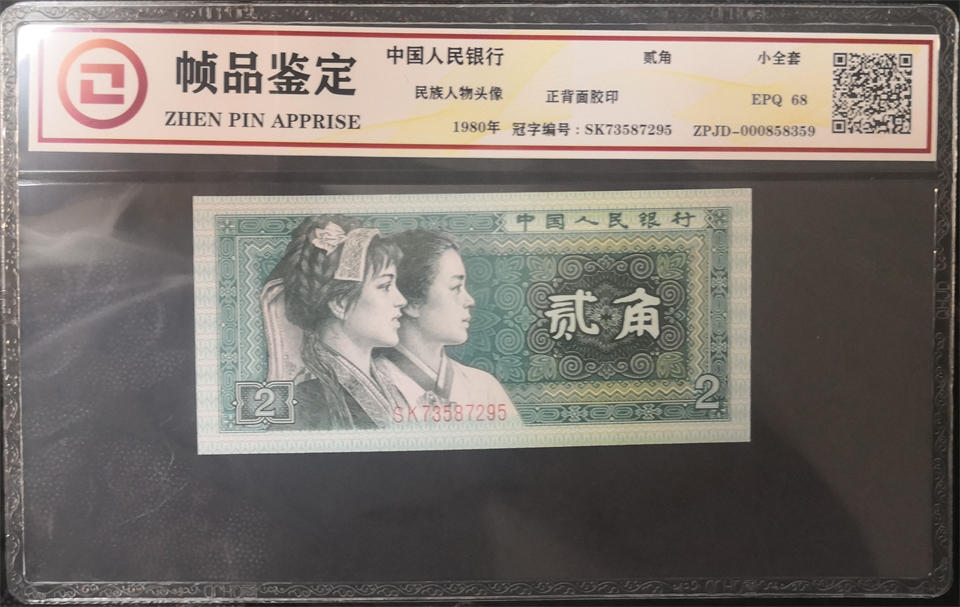 帧品鉴定
ZHEN PIN APPRISE
中国人民银行 贰角 小全套
民族人物头像 正背面胶印 EPQ 68
1980年 冠字编号：SK73587295 ZPJD-000858359
中国人民银行
贰角
2 2
SK73587295